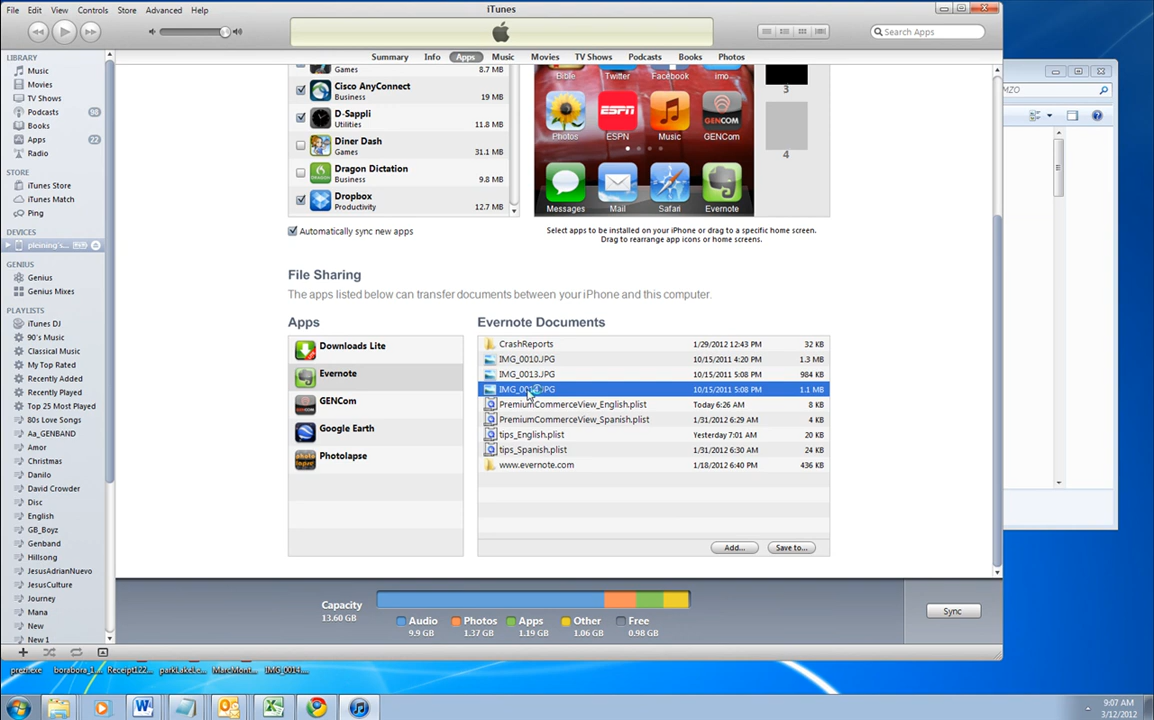 File Edit View Controls Store Advanced Help
iTunes
Search Apps
Summary Info Apps Music Movies TV Shows Podcasts Books Photos
LIBRARY
Music
Movies
TV Shows
Podcasts 98
Books
Apps 22
Radio
STORE
iTunes Store
iTunes Match
Ping
DEVICES
pleining's...
GENIUS
Genius
Genius Mixes
PLAYLISTS
iTunes DJ
90's Music
Classical Music
My Top Rated
Recently Added
Recently Played
Top 25 Most Played
80s Love Songs
Aa_GENBAND
Amor
Christmas
Danilo
David Crowder
Disc
English
GB_Boyz
Genband
Hillsong
JesusAdrianNuevo
JesusCulture
Journey
Mana
New
New 1
Games 8.7 MB
Cisco AnyConnect
Business 19 MB
D-Sappli
Utilities 11.8 MB
Diner Dash
Games 31.1 MB
Dragon Dictation
Business 9.8 MB
Dropbox
Productivity 12.7 MB
Bible Twitter Facebook imo...
ESPN
GENCOM
Photos ESPN Music GENCom
Messages Mail Safari Evernote
3
4
Automatically sync new apps
Select apps to be installed on your iPhone or drag to a specific home screen.
Drag to rearrange app icons or home screens.
File Sharing
The apps listed below can transfer documents between your iPhone and this computer.
Apps
Downloads Lite
Evernote
GENCom
Google Earth
Photolapse
Evernote Documents
CrashReports 1/29/2012 12:43 PM 32 KB
IMG_0010.JPG 10/15/2011 4:20 PM 1.3 MB
IMG_0013.JPG 10/15/2011 5:08 PM 984 KB
10/15/2011 5:08 PM 1.1 MB
PremiumCommerceView_English.plist Today 6:26 AM 8 KB
PremiumCommerceView_Spanish.plist 1/31/2012 6:29 AM 4 KB
tips_English.plist Yesterday 7:01 AM 20 KB
tips_Spanish.plist 1/31/2012 6:30 AM 24 KB
www.evernote.com 1/18/2012 6:40 PM 436 KB
Add... Save to...
Capacity
13.60 GB
Audio
9.9 GB
Photos
1.37 GB
Apps
1.19 GB
Other
1.06 GB
Free
0.98 GB
Sync
MZO
9:07 AM
3/12/2012